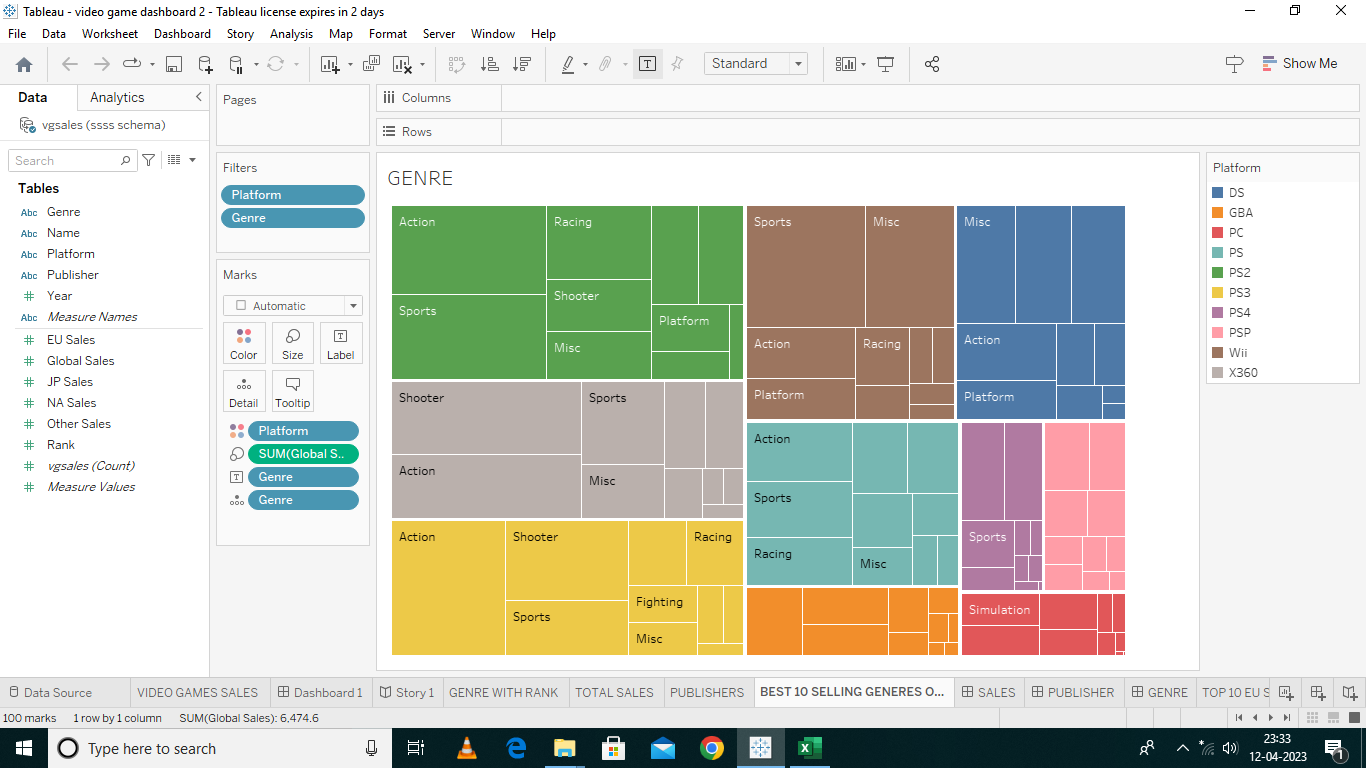 Tableau - video game dashboard 2 - Tableau license expires in 2 days
File Data Worksheet Dashboard Story Analysis Map Format Server Window Help
Standard
Show Me
Data Analytics
vgsales (ssss schema)
Search
Tables
Abc Genre
Abc Name
Abc Platform
Abc Publisher
# Year
Abc Measure Names
# EU Sales
# Global Sales
# JP Sales
# NA Sales
# Other Sales
# Rank
# vgsales (Count)
# Measure Values
Pages
Filters
Platform
Genre
Marks
Automatic
Color Size Label
Detail Tooltip
Platform
SUM(Global S..
Genre
Genre
Columns
Rows
GENRE
Action Racing
Shooter
Sports Platform
Misc
Shooter Sports
Action Misc
Action Shooter Racing
Fighting
Sports
Misc
Sports Misc
Action Racing
Platform
Misc
Action
Platform
Action
Sports
Racing Misc
Sports
Simulation
Platform
DS
GBA
PC
PS
PS2
PS3
PS4
PSP
Wii
X360
Data Source VIDEO GAMES SALES Dashboard 1 Story 1 GENRE WITH RANK TOTAL SALES PUBLISHERS BEST 10 SELLING GENERES O... SALES PUBLISHER GENRE TOP 10 EU S
100 marks 1 row by 1 column SUM(Global Sales): 6,474.6
Type here to search
23:33
12-04-2023
1